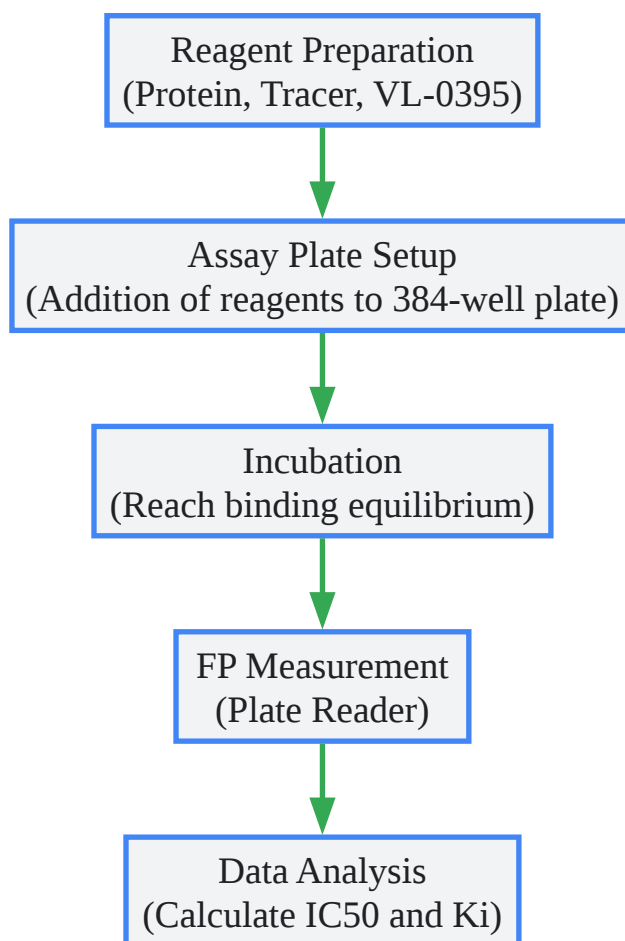 Reagent Preparation
(Protein, Tracer, VL-0395)
Assay Plate Setup
(Addition of reagents to 384-well plate)
Incubation
(Reach binding equilibrium)
FP Measurement
(Plate Reader)
Data Analysis
(Calculate IC50 and Ki)